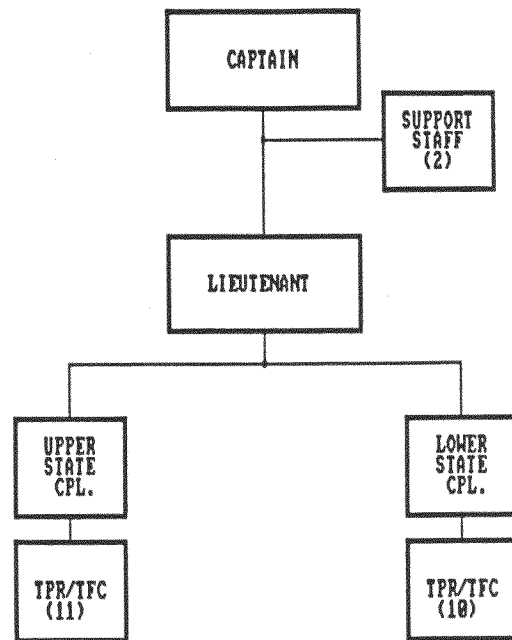 CAPTAIN
SUPPORT
STAFF
(2)
LIEUTENANT
UPPER
STATE
CPL.
LOWER
STATE
CPL.
TPR/TFC
(11)
TPR/TFC
(10)